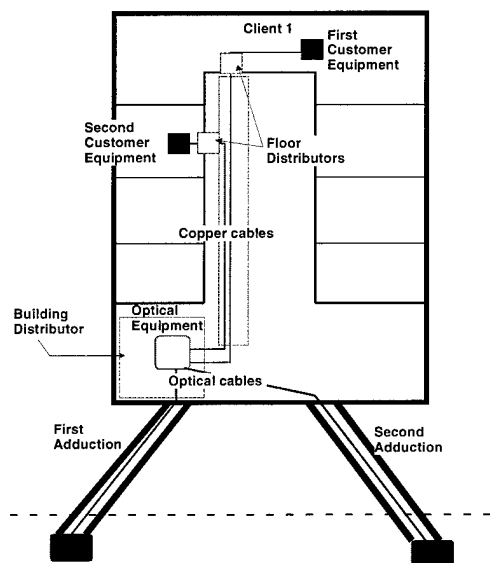 Client 1
First
Customer
Equipment
Second
Customer
Equipment
Floor
Distributors
Copper cables
Building
Distributor
Optical
Equipment
Optical cables
First
Adduction
Second
Adduction